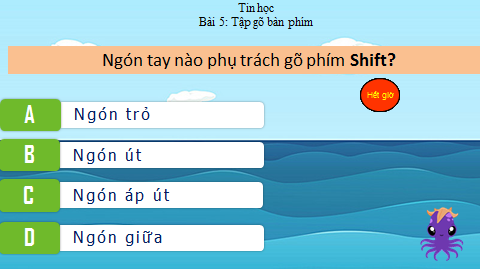 Tin học
Bài 5: Tập gõ bàn phím
Ngón tay nào phụ trách gõ phím Shift?
Hết giờ
A Ngón trỏ
B Ngón út
C Ngón áp út
D Ngón giữa